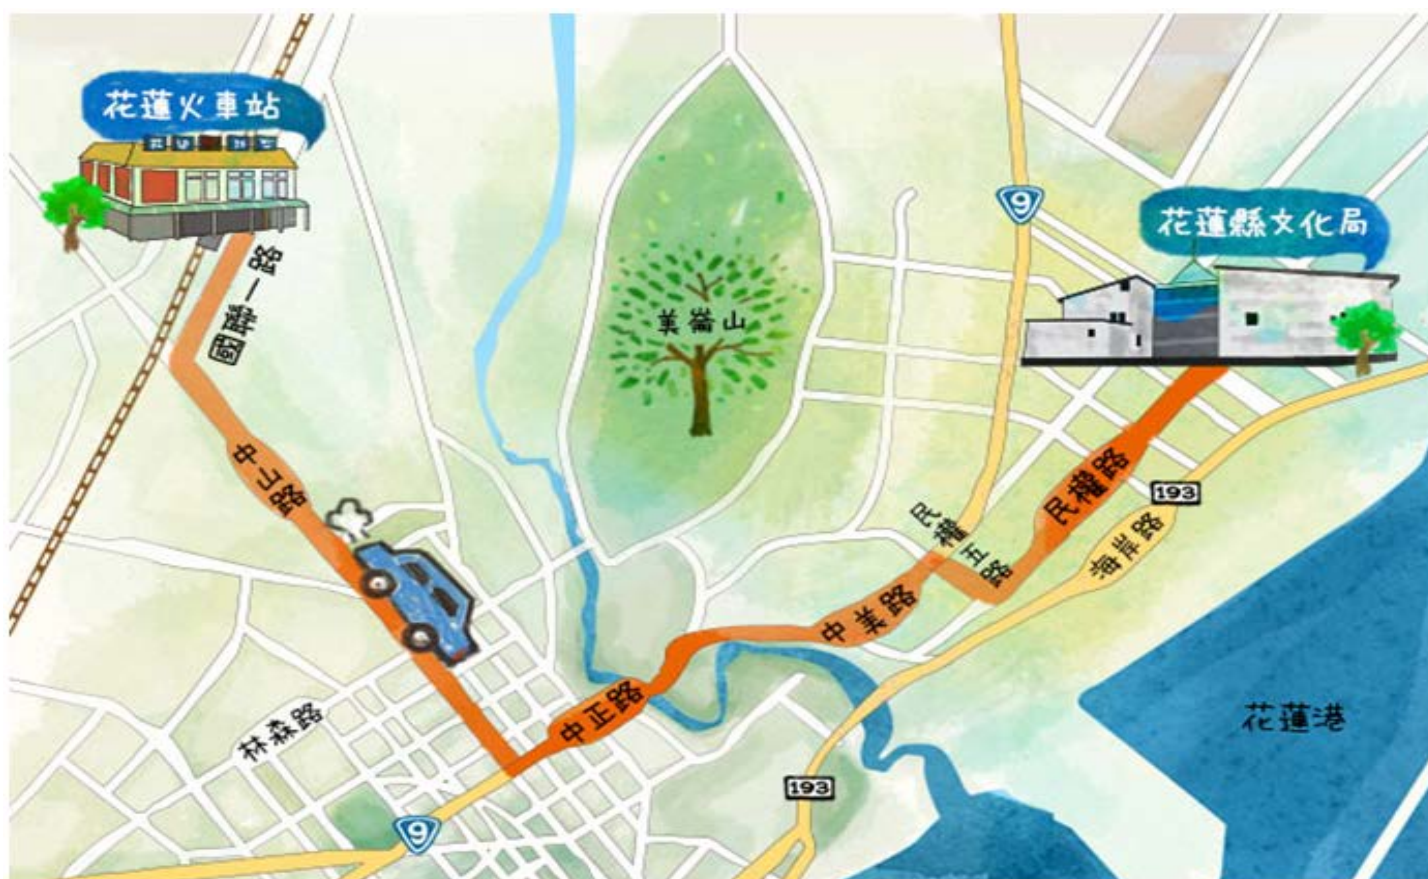 花蓮火車站
9
花蓮縣文化局
國聯一路
美崙山
中山路
民權路
193
民權五路
海岸路
中美路
中正路
林森路
花蓮港
193
9